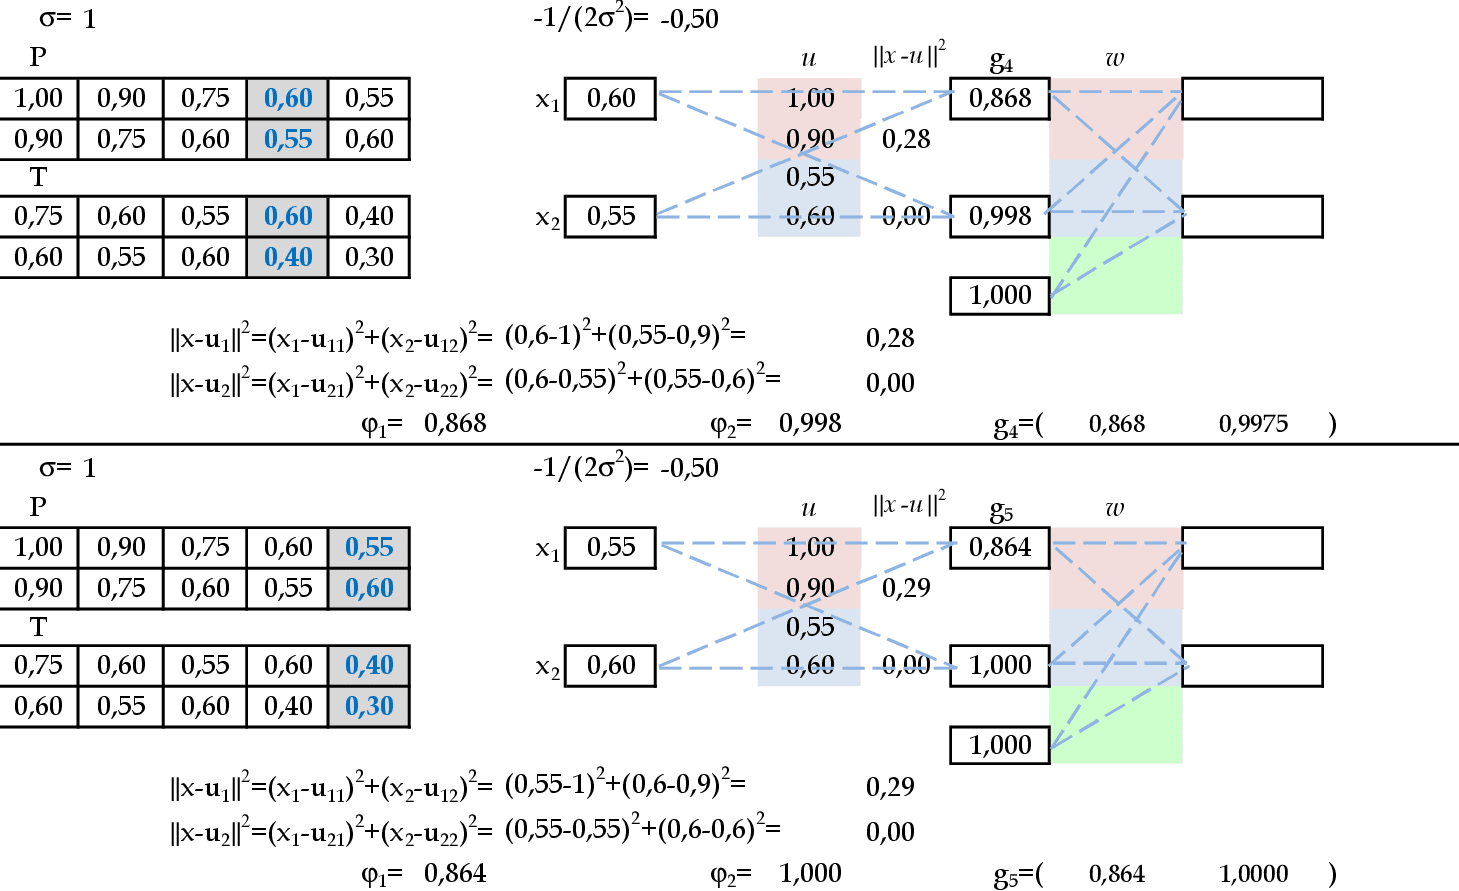 σ= 1 -1/(2σ²)= -0,50
P u ||x-u||² g₄ w
1,00 0,90 0,75 0,60 0,55 x₁ 0,60 1,00 0,868
0,90 0,75 0,60 0,55 0,60 0,90 0,28
T 0,55
0,75 0,60 0,55 0,60 0,40 x₂ 0,55 0,60 0,00 0,998
0,60 0,55 0,60 0,40 0,30
1,000
||x-u₁||²=(x₁-u₁₁)²+(x₂-u₁₂)²= (0,6-1)²+(0,55-0,9)²= 0,28
||x-u₂||²=(x₁-u₂₁)²+(x₂-u₂₂)²= (0,6-0,55)²+(0,55-0,6)²= 0,00
φ₁= 0,868 φ₂= 0,998 g₄=( 0,868 0,9975 )
σ= 1 -1/(2σ²)= -0,50
P u ||x-u||² g₅ w
1,00 0,90 0,75 0,60 0,55 x₁ 0,55 1,00 0,864
0,90 0,75 0,60 0,55 0,60 0,90 0,29
T 0,55
0,75 0,60 0,55 0,60 0,40 x₂ 0,60 0,60 0,00 1,000
0,60 0,55 0,60 0,40 0,30
1,000
||x-u₁||²=(x₁-u₁₁)²+(x₂-u₁₂)²= (0,55-1)²+(0,6-0,9)²= 0,29
||x-u₂||²=(x₁-u₂₁)²+(x₂-u₂₂)²= (0,55-0,55)²+(0,6-0,6)²= 0,00
φ₁= 0,864 φ₂= 1,000 g₅=( 0,864 1,0000 )